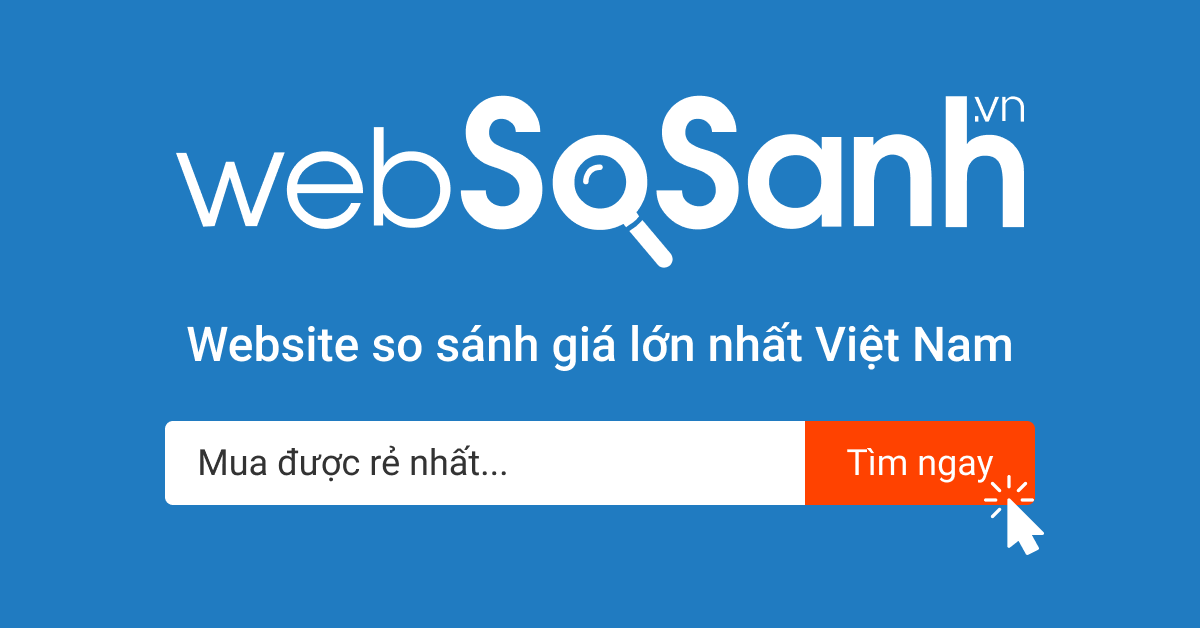 webSoSanh.vn
Website so sánh giá lớn nhất Việt Nam
Mua được rẻ nhất...
Tìm ngay